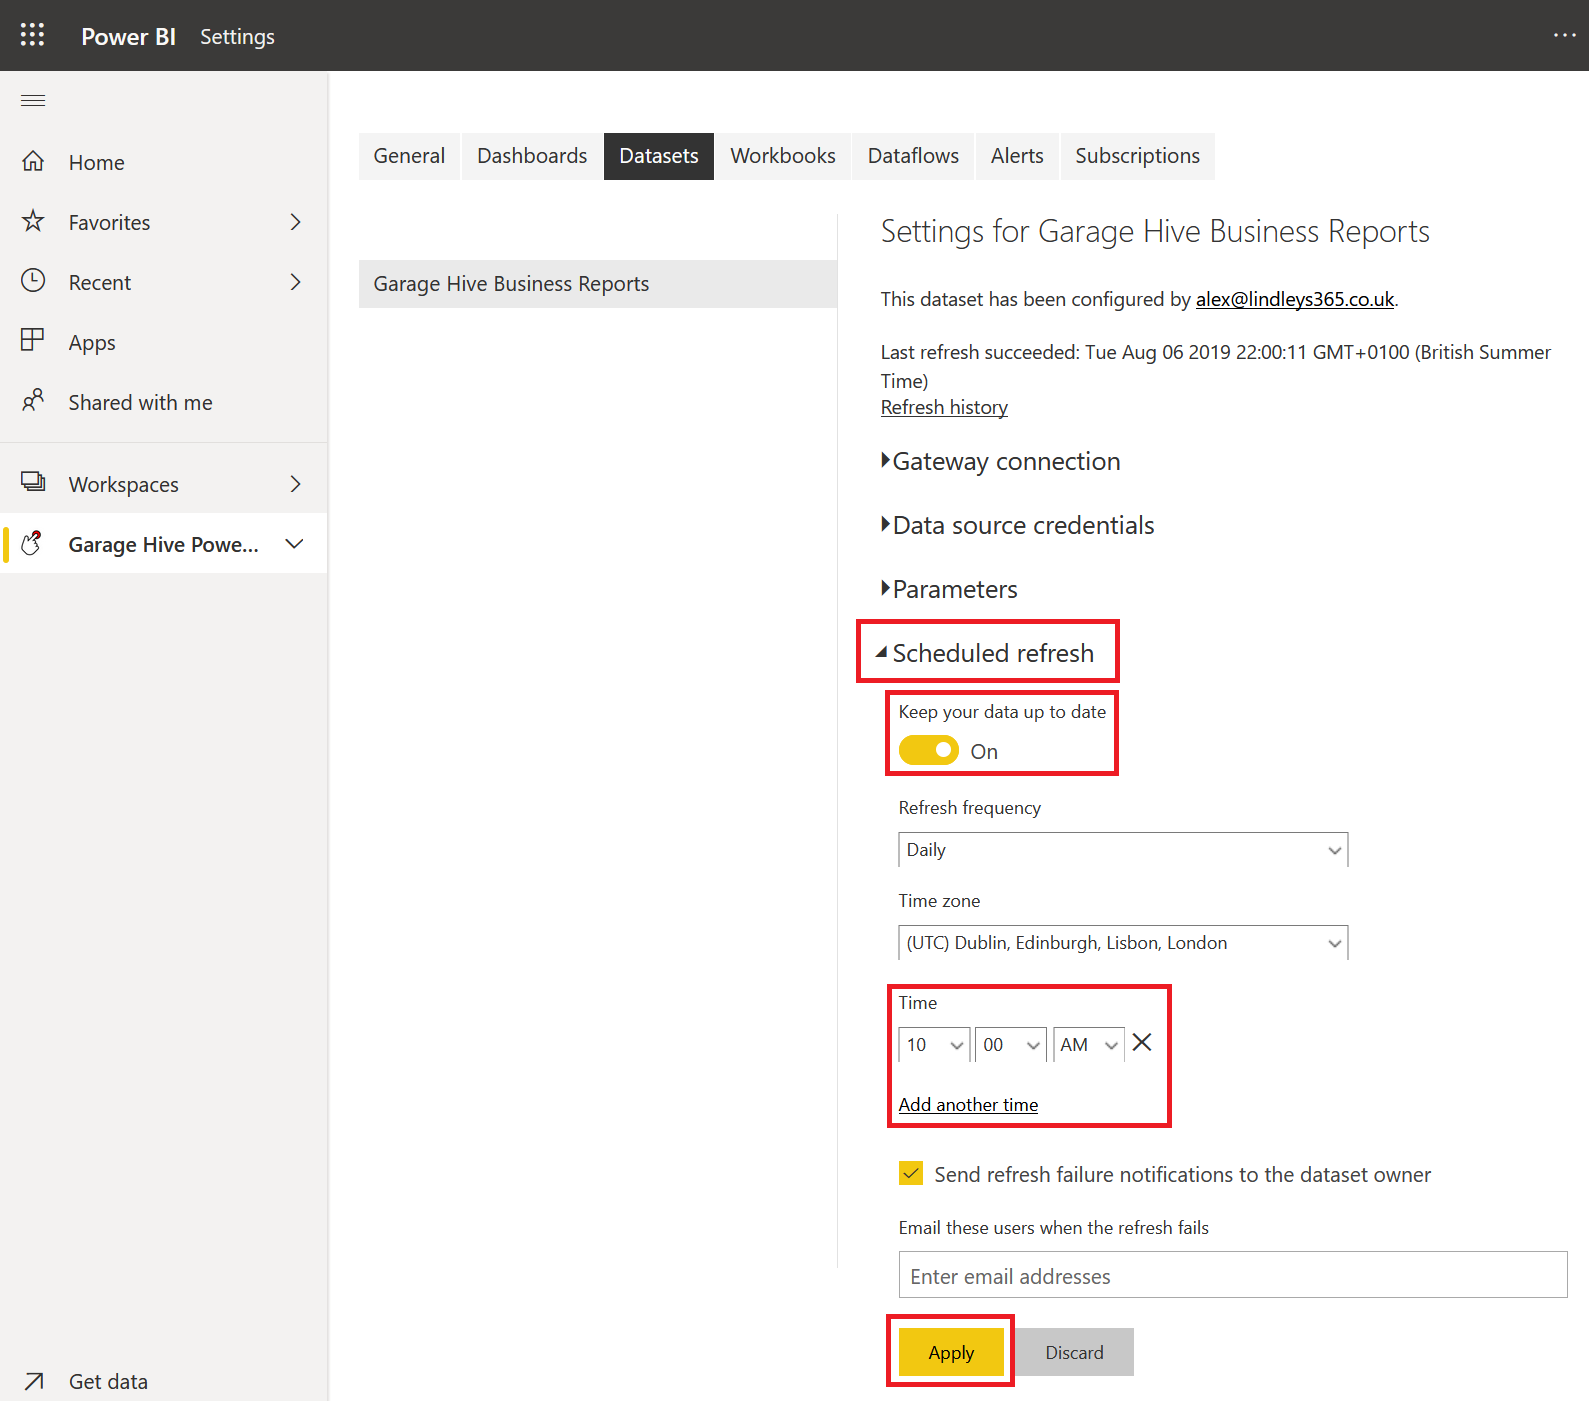 Power BI Settings
Home
Favorites
Recent
Apps
Shared with me
Workspaces
Garage Hive Powe...
Get data
General Dashboards Datasets Workbooks Dataflows Alerts Subscriptions
Garage Hive Business Reports
Settings for Garage Hive Business Reports
This dataset has been configured by alex@lindleys365.co.uk.
Last refresh succeeded: Tue Aug 06 2019 22:00:11 GMT+0100 (British Summer
Time)
Refresh history
Gateway connection
Data source credentials
Parameters
Scheduled refresh
Keep your data up to date
On
Refresh frequency
Daily
Time zone
(UTC) Dublin, Edinburgh, Lisbon, London
Time
10 00 AM
Add another time
Send refresh failure notifications to the dataset owner
Email these users when the refresh fails
Enter email addresses
Apply Discard